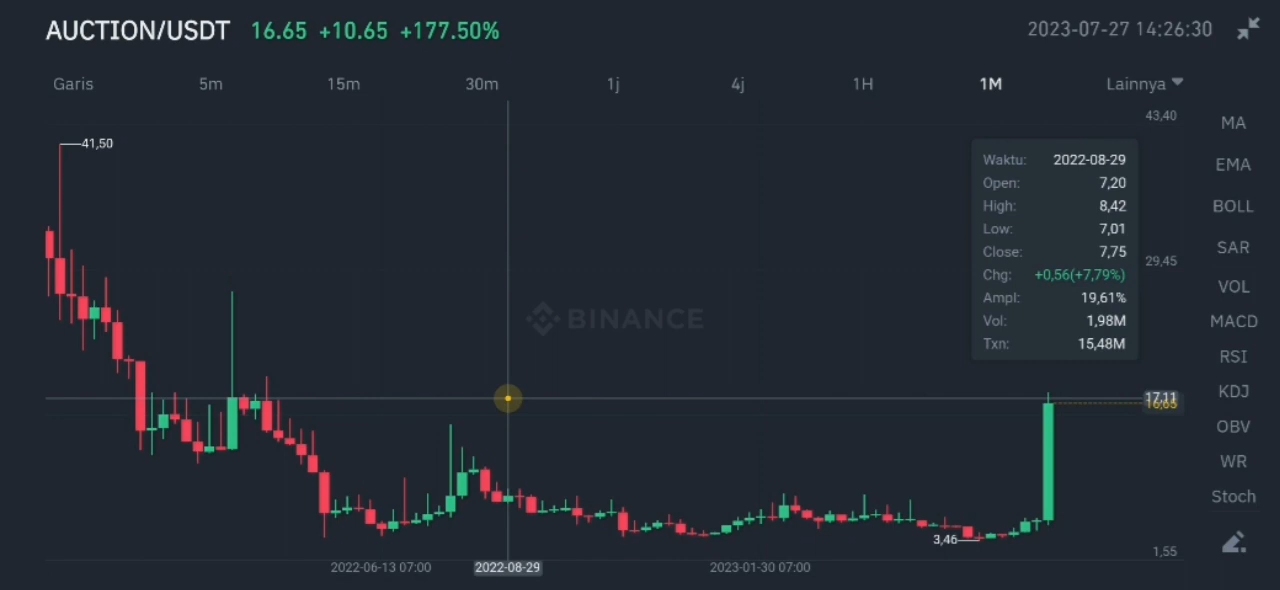 AUCTION/USDT 16.65 +10.65 +177.50% 2023-07-27 14:26:30
Garis 5m 15m 30m 1j 4j 1H 1M Lainnya
43,40
MA
41,50
Waktu: 2022-08-29
EMA
Open: 7,20
High: 8,42
BOLL
Low: 7,01
Close: 7,75
SAR
29,45
Chg: +0,56(+7,79%)
VOL
Ampl: 19,61%
BINANCE
Vol: 1,98M
MACD
Txn: 15,48M
RSI
KDJ
17,11
16,65
OBV
WR
Stoch
3,46
1,55
2022-06-13 07:00 2022-08-29 2023-01-30 07:00